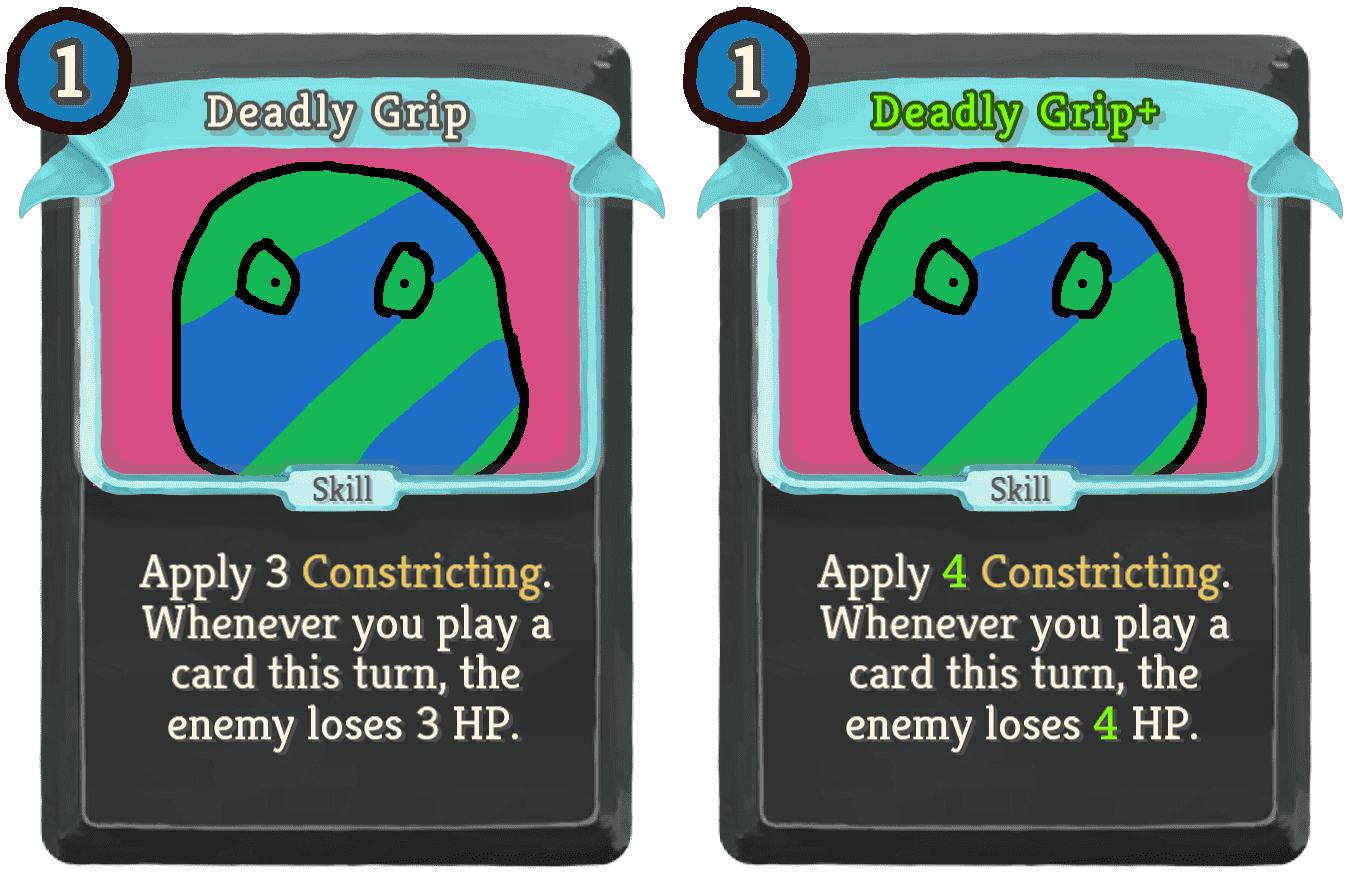 1
Deadly Grip
Skill
Apply 3 Constricting.
Whenever you play a
card this turn, the
enemy loses 3 HP.
1
Deadly Grip+
Skill
Apply 4 Constricting.
Whenever you play a
card this turn, the
enemy loses 4 HP.